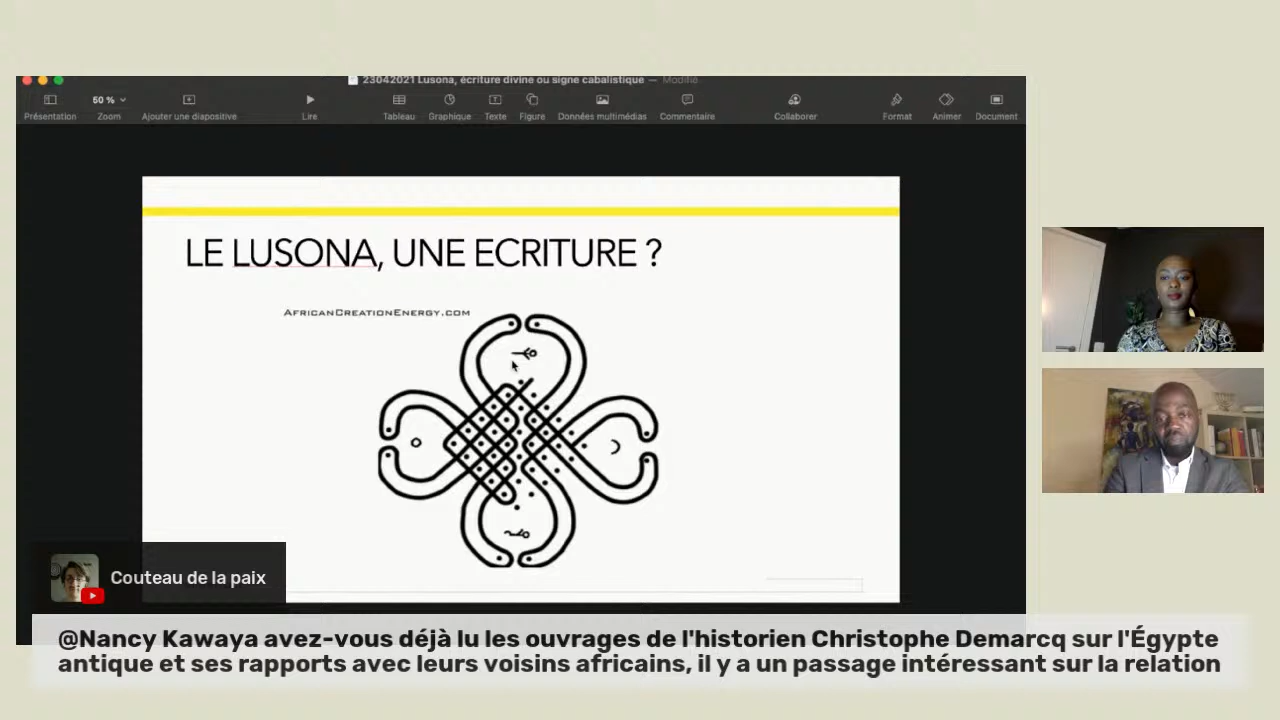 23042021 Lusona, écriture divine ou signe cabalistique — Modifié
50 %
Présentation Zoom Ajouter une diapositive Lire Tableau Graphique Texte Figure Données multimédias Commentaire Collaborer Format Animer Document
LE LUSONA, UNE ECRITURE ?
AFRICANCREATIONENERGY.COM
Couteau de la paix
@Nancy Kawaya avez-vous déjà lu les ouvrages de l'historien Christophe Demarcq sur l'Égypte
antique et ses rapports avec leurs voisins africains, il y a un passage intéressant sur la relation